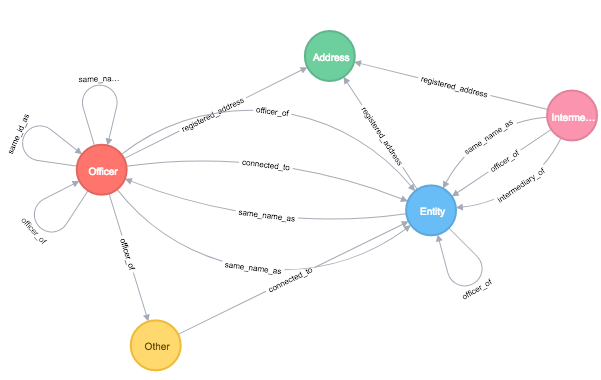 Address
registered_address
same_na...
registered_address
officer_of
Interme...
same_id_as
registered_address
same_name_as
officer_of
connected_to
Officer
intermediary_of
Entity
same_name_as
officer_of
officer_of
same_name_as
connected_to
officer_of
Other